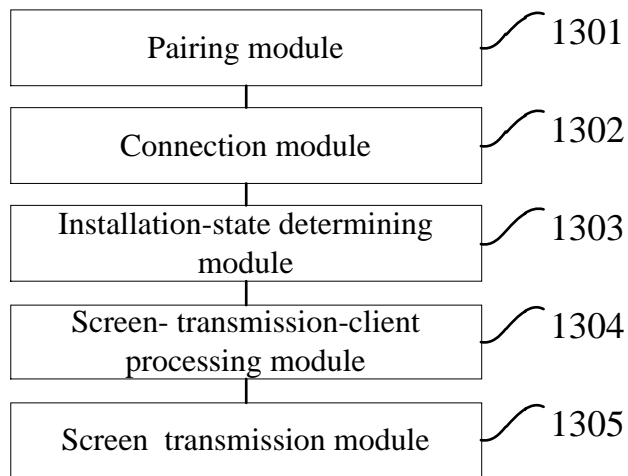 Pairing module
1301
Connection module
1302
Installation-state determining
module
1303
Screen- transmission-client
processing module
1304
Screen transmission module
1305